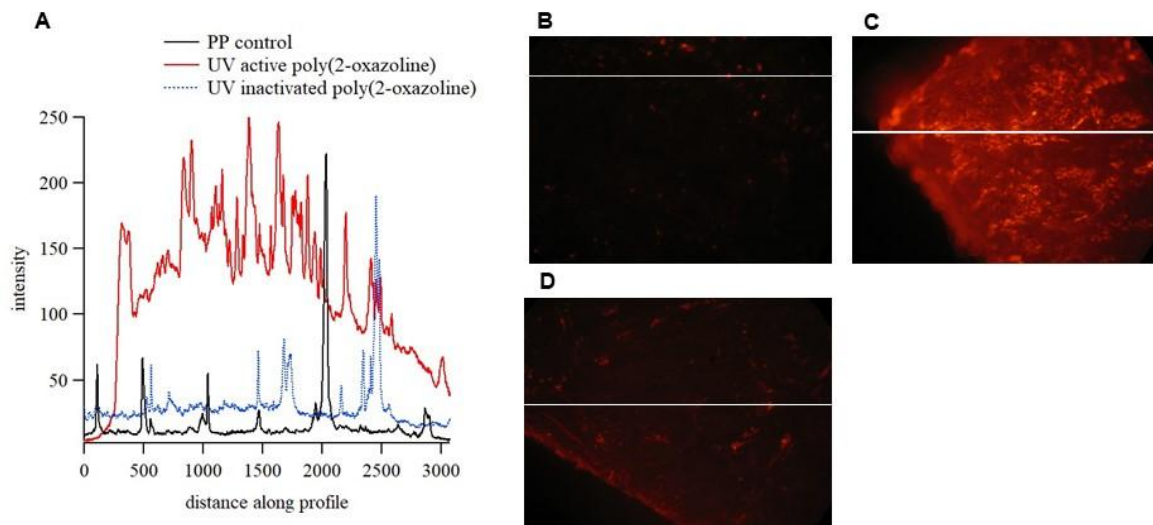 A
PP control
UV active poly(2-oxazoline)
UV inactivated poly(2-oxazoline)
250
200
150
100
50
intensity
0
500
1000
1500
2000
2500
3000
distance along profile
B
C
D